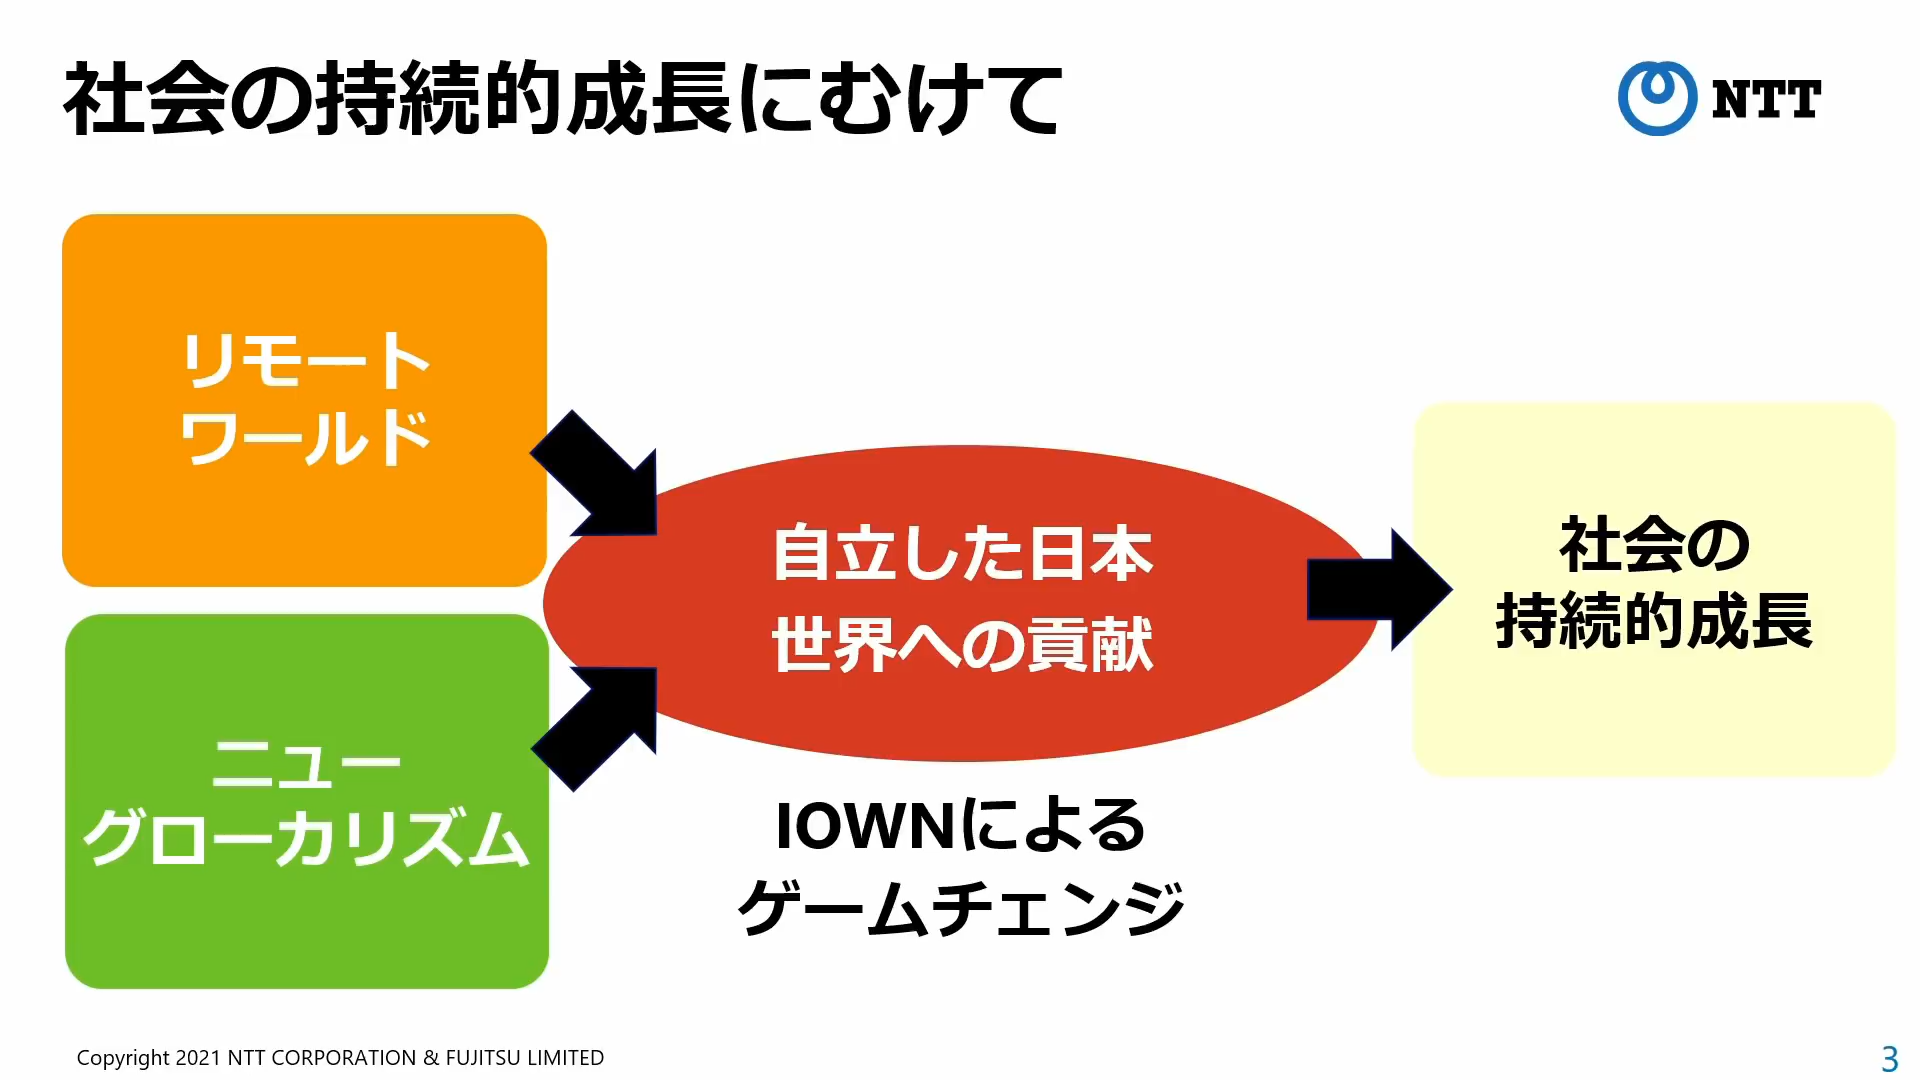 社会の持続的成長にむけて
NTT
リモート
ワールド
ニュー
グローカリズム
自立した日本
世界への貢献
IOWNによる
ゲームチェンジ
社会の
持続的成長
Copyright 2021 NTT CORPORATION & FUJITSU LIMITED
3